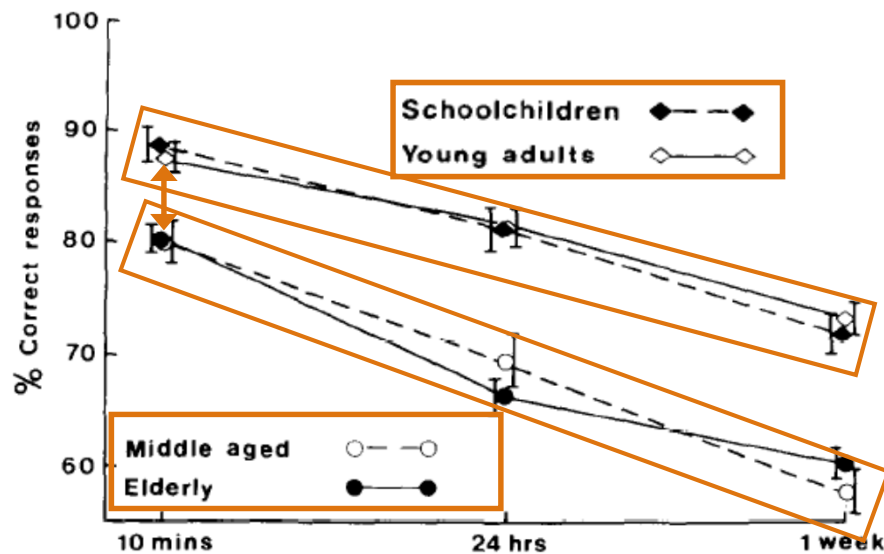 100
90
80
70
60
% Correct responses
Schoolchildren
Young adults
Middle aged
Elderly
10 mins 24 hrs 1 week